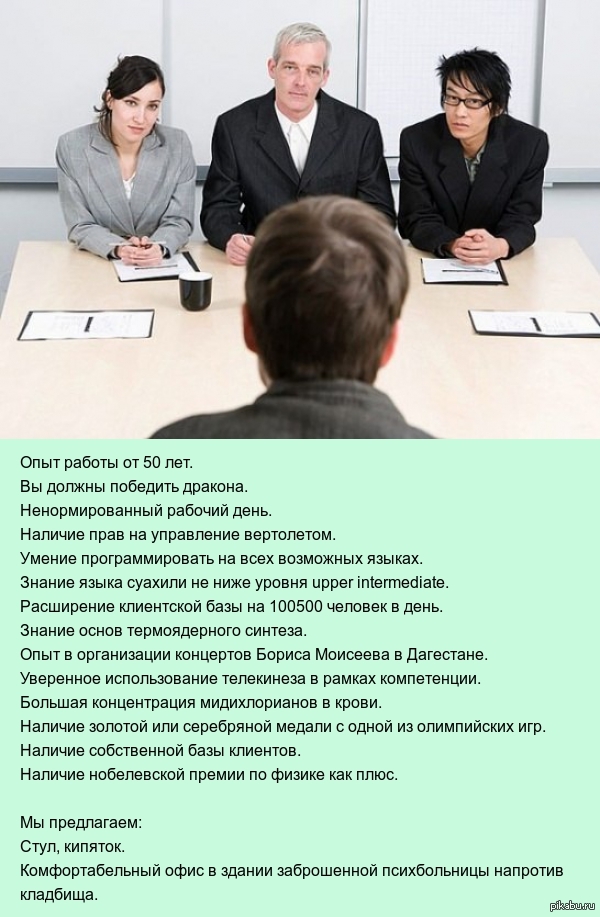 Опыт работы от 50 лет.
Вы должны победить дракона.
Ненормированный рабочий день.
Наличие прав на управление вертолетом.
Умение программировать на всех возможных языках.
Знание языка суахили не ниже уровня upper intermediate.
Расширение клиентской базы на 100500 человек в день.
Знание основ термоядерного синтеза.
Опыт в организации концертов Бориса Моисеева в Дагестане.
Уверенное использование телекинеза в рамках компетенции.
Большая концентрация мидихлорианов в крови.
Наличие золотой или серебряной медали с одной из олимпийских игр.
Наличие собственной базы клиентов.
Наличие нобелевской премии по физике как плюс.
Мы предлагаем:
Стул, кипяток.
Комфортабельный офис в здании заброшенной психбольницы напротив
кладбища.
pikabu.ru